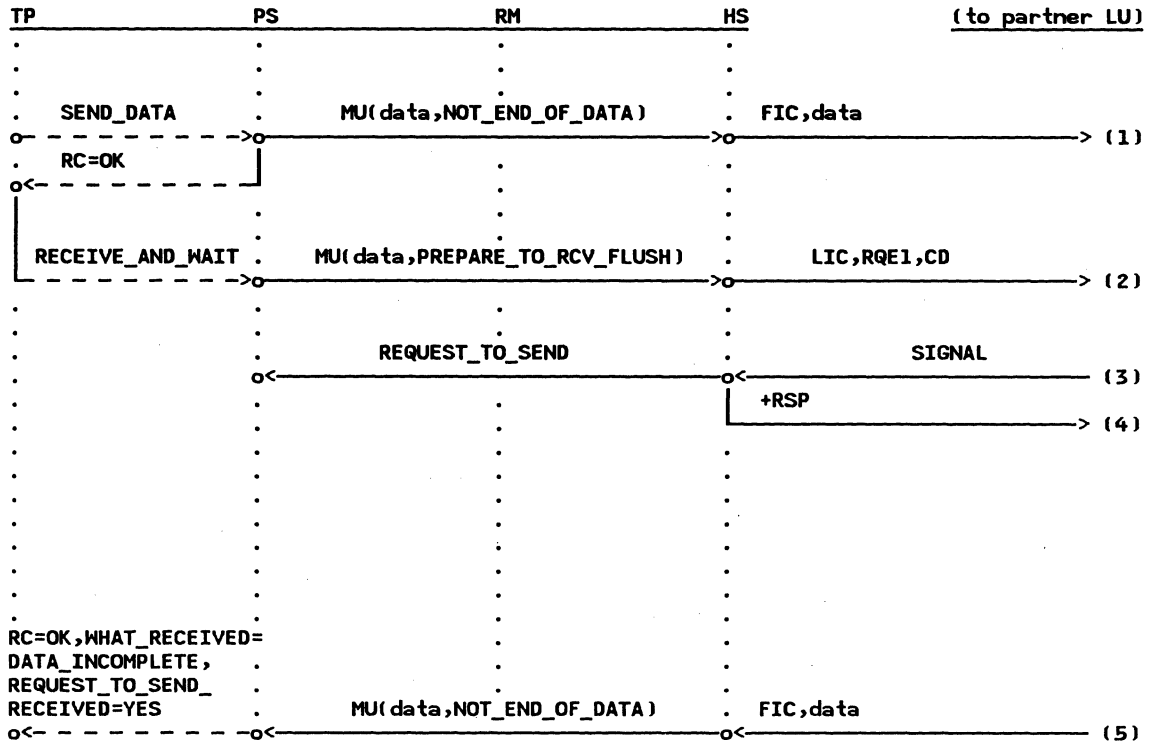 TP PS RM HS (to partner LU)
SEND_DATA MU(data,NOT_END_OF_DATA) FIC,data
(1)
RC=OK
RECEIVE_AND_WAIT MU(data,PREPARE_TO_RCV_FLUSH) LIC,RQE1,CD
(2)
REQUEST_TO_SEND SIGNAL
(3)
+RSP
(4)
RC=OK,WHAT_RECEIVED=
DATA_INCOMPLETE,
REQUEST_TO_SEND_
RECEIVED=YES MU(data,NOT_END_OF_DATA) FIC,data
(5)